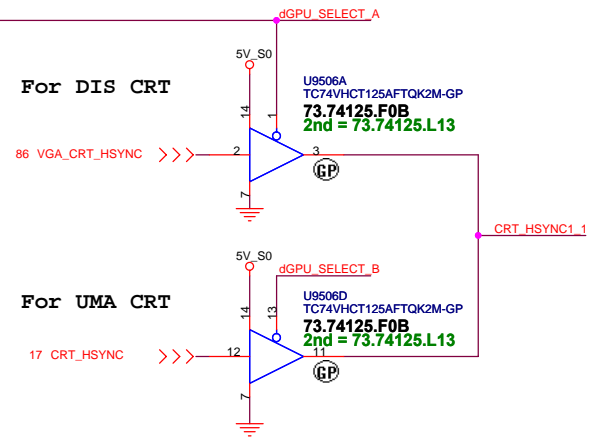 dGPU_SELECT_A
5V_S0
For DIS CRT
U9506A
TC74VHCT125AFTQK2M-GP
73.74125.F0B
2nd = 73.74125.L13
14
1
86 VGA_CRT_HSYNC
2
3
GP
7
CRT_HSYNC1_1
5V_S0
dGPU_SELECT_B
For UMA CRT
U9506D
TC74VHCT125AFTQK2M-GP
73.74125.F0B
2nd = 73.74125.L13
14
13
17 CRT_HSYNC
12
11
GP
7